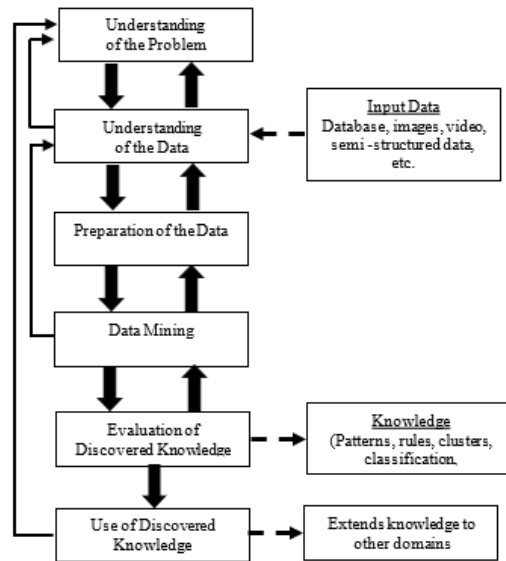 Understanding
of the Problem
Understanding
of the Data
Input Data
Database, images, video,
semi-structured data,
etc.
Preparation of the Data
Data Mining
Evaluation of
Discovered Knowledge
Knowledge
(Patterns, rules, clusters,
classification.
Use of Discovered
Knowledge
Extends knowledge to
other domains